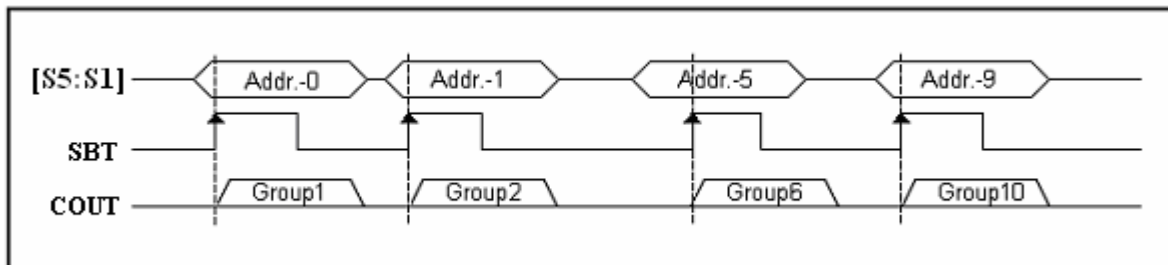 [S5:S1] Addr.-0 Addr.-1 Addr.-5 Addr.-9
SBT
COUT Group1 Group2 Group6 Group10